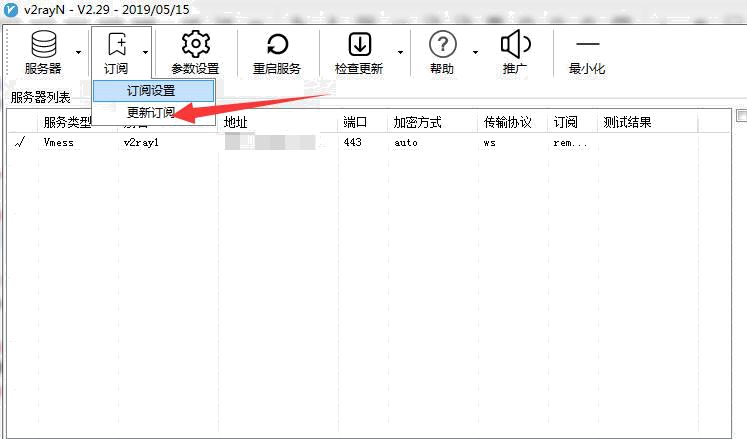 v2rayN - V2.29 - 2019/05/15
服务器 订阅 参数设置 重启服务 检查更新 帮助 推广 最小化
订阅设置
更新订阅
服务器列表
服务类型 地址 端口 加密方式 传输协议 订阅 测试结果
Vmess v2ray1 443 auto ws rem...